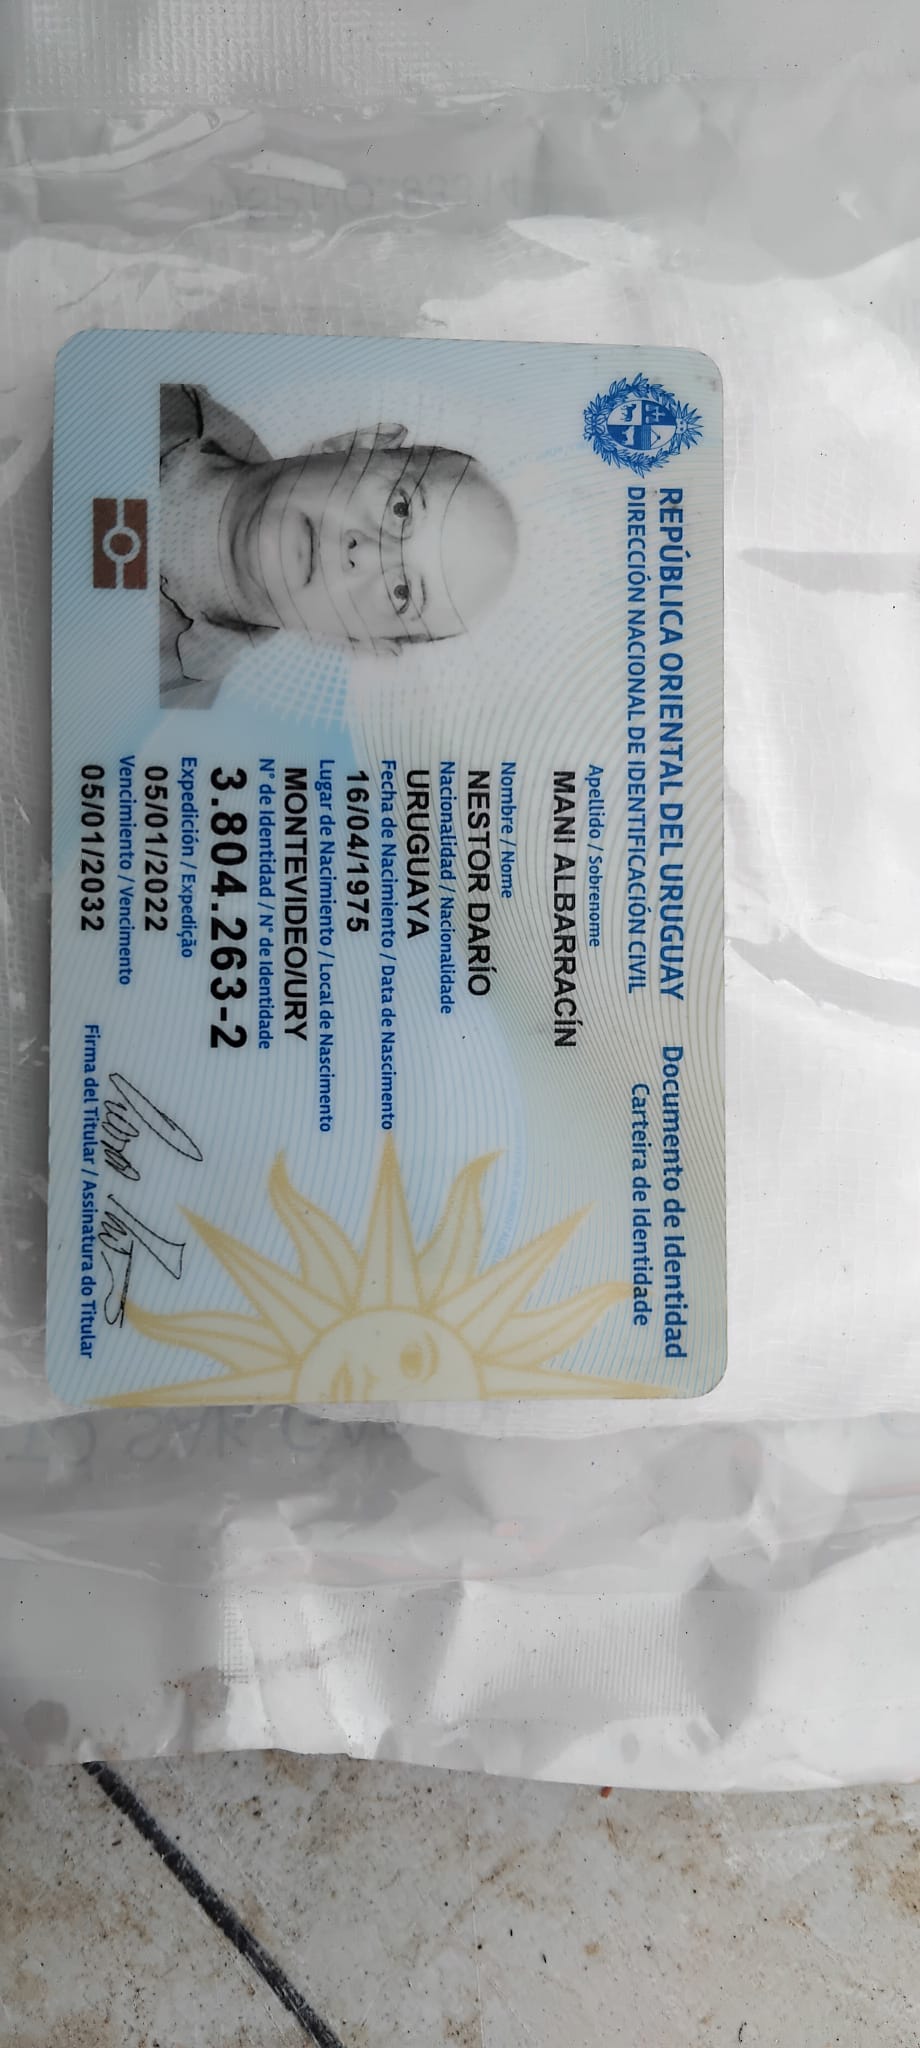 REPÚBLICA ORIENTAL DEL URUGUAY
DIRECCIÓN NACIONAL DE IDENTIFICACIÓN CIVIL
Documento de Identidad
Carteira de Identidade
Apellido / Sobrenome
MANI ALBARRACÍN
Nombre / Nome
NESTOR DARÍO
Nacionalidad / Nacionalidade
URUGUAYA
Fecha de Nacimiento / Data de Nascimento
16/04/1975
Lugar de Nacimiento / Local de Nascimento
MONTEVIDEO/URY
N° de Identidad / N° de Identidade
3.804.263-2
Expedición / Expedição
05/01/2022
Vencimiento / Vencimento
05/01/2032
Firma del Titular / Assinatura do Titular